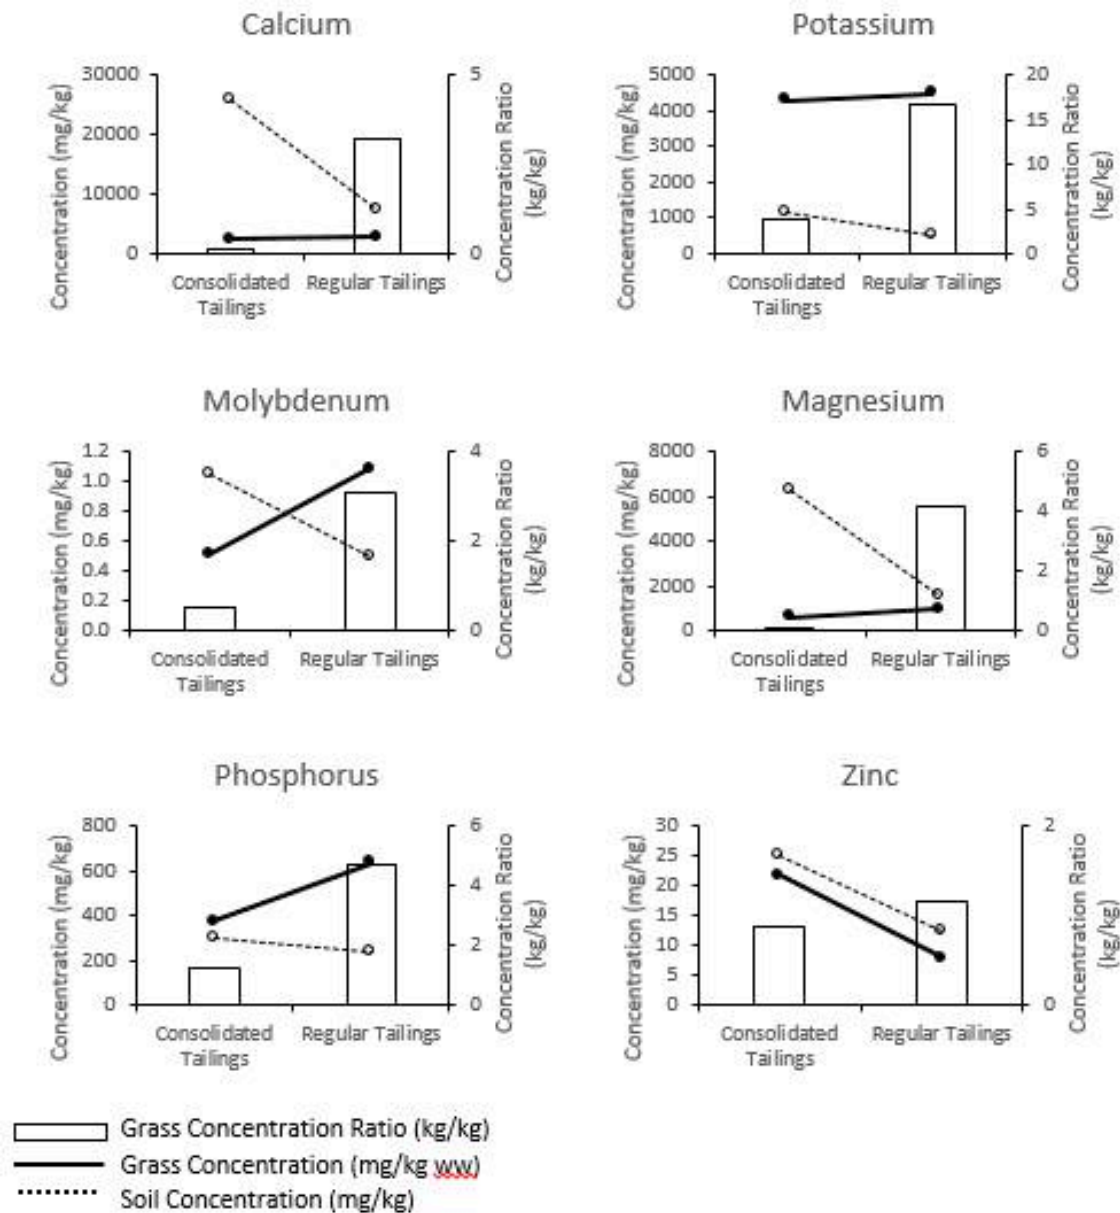 Calcium
Concentration (mg/kg)
30000
20000
10000
0
5
0
Concentration Ratio
(kg/kg)
Consolidated
Tailings
Regular Tailings
Potassium
Concentration (mg/kg)
5000
4000
3000
2000
1000
0
20
15
10
5
0
Concentrattion Ratio
(kg/kg)
Consolidated
Tailings
Regular Tailings
Molybdenum
Concentration (mg/kg)
1.2
1.0
0.8
0.6
0.4
0.2
0.0
4
2
0
Concentration Ratio
(kg/kg)
Consolidated
Tailings
Regular Tailings
Magnesium
Concentration (mg/kg)
8000
6000
4000
2000
0
6
4
2
0
Concentration Ratio
(kg/kg)
Consolidated
Tailings
Regular Tailings
Phosphorus
Concentration (mg/kg)
800
600
400
200
0
6
4
2
0
Concentration Ratio
(kg/kg)
Consolidated
Tailings
Regular Tailings
Zinc
Concentration (mg/kg)
30
25
20
15
10
5
0
2
0
Concentration Ratio
(kg/kg)
Consolidated
Tailings
Regular Tailings
Grass Concentration Ratio (kg/kg)
Grass Concentration (mg/kg ww)
Soil Concentration (mg/kg)